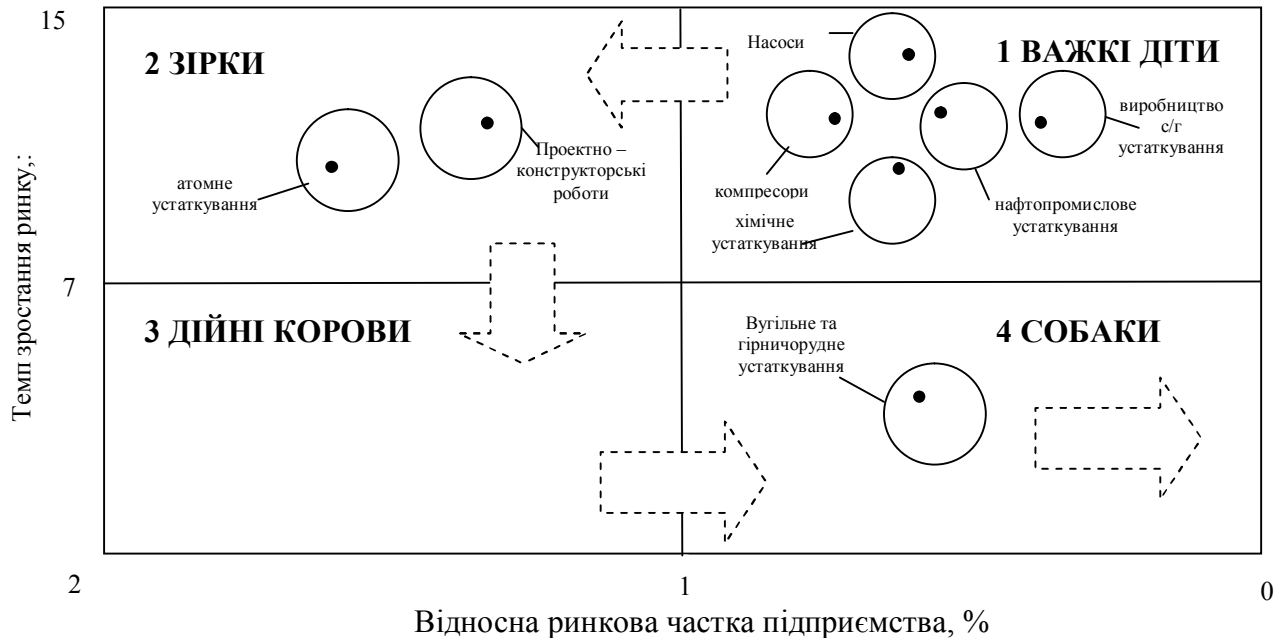 15
2 ЗІРКИ
Насоси
1 ВАЖКІ ДІТИ
виробництво
с/г
устаткування
Проектно –
конструкторські
роботи
атомне
устаткування
компресори
хімічне
устаткування
нафтопромислове
устаткування
Темп зростання ринку,.:
7
3 ДІЙНІ КОРОВИ
Вугільне та
гірничорудне
устаткування
4 СОБАКИ
2
1
0
Відносна ринкова частка підприємства, %